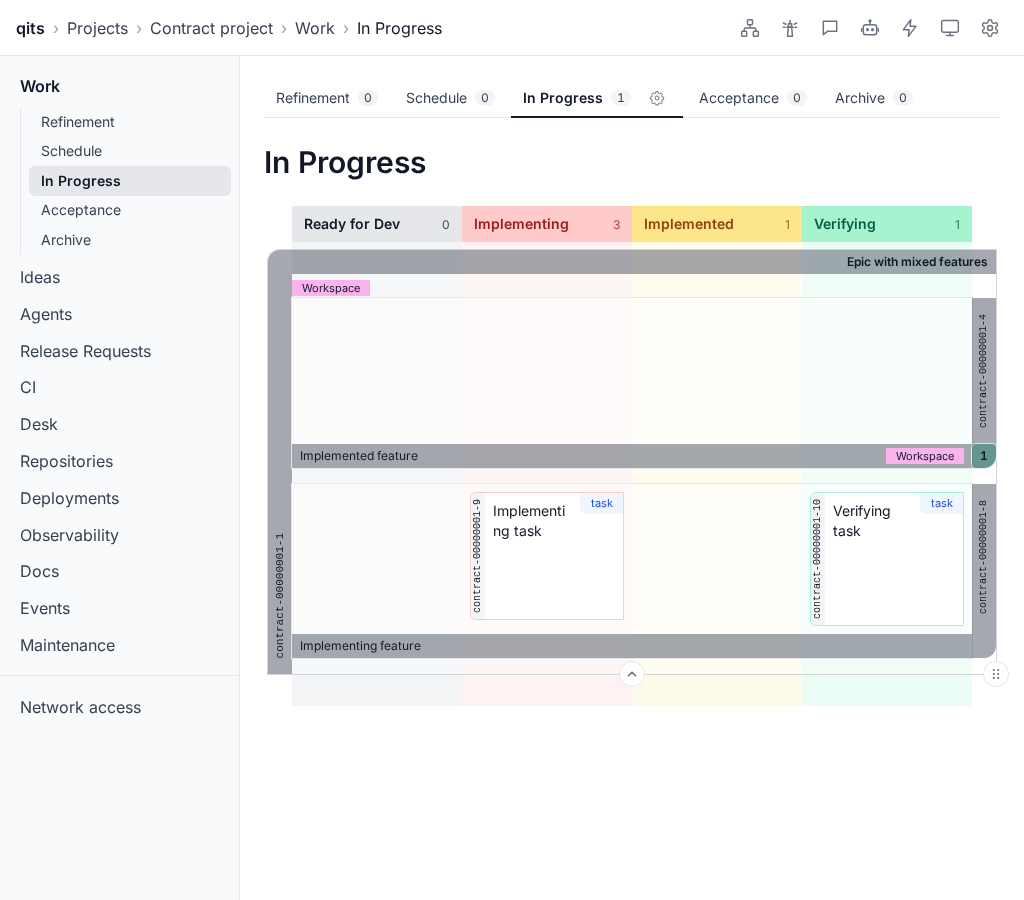 qits › Projects › Contract project › Work › In Progress
Work
Refinement
Schedule
In Progress
Acceptance
Archive
Ideas
Agents
Release Requests
CI
Desk
Repositories
Deployments
Observability
Docs
Events
Maintenance
Network access
Refinement 0 Schedule 0 In Progress 1 Acceptance 0 Archive 0
In Progress
Ready for Dev 0 Implementing 3 Implemented 1 Verifying 1
Epic with mixed features
Workspace
contract-00000001-4
Implemented feature Workspace 1
contract-00000001-1
contract-00000001-9
Implementi
ng task
task
contract-00000001-10
Verifying
task
task
contract-00000001-8
Implementing feature